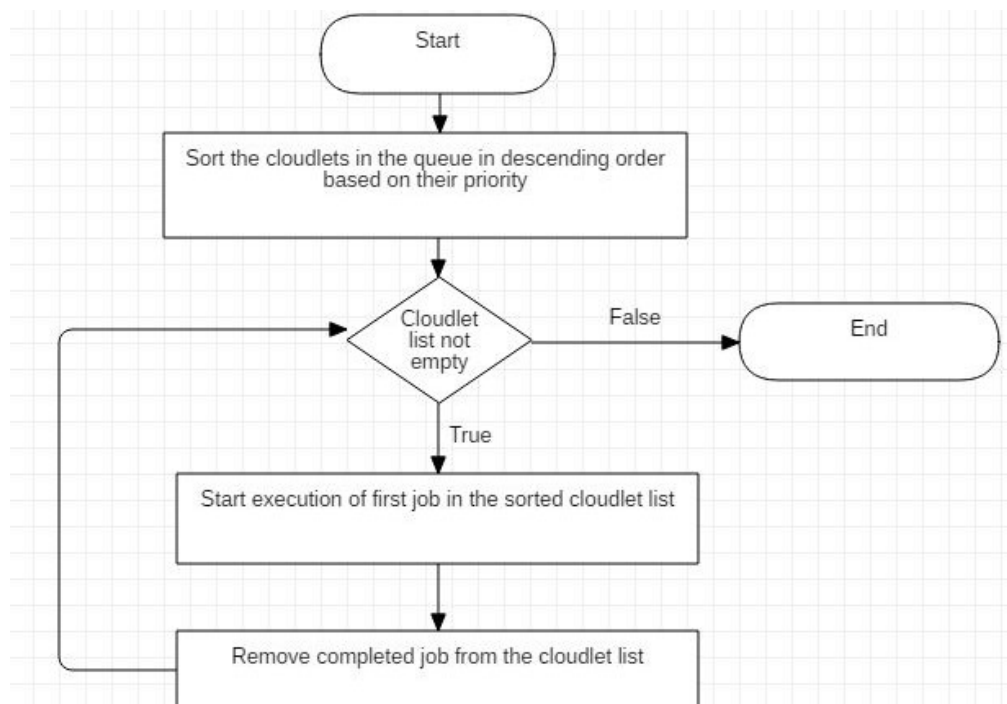 Start
Sort the cloudlets in the queue in descending order
based on their priority
Cloudlet
list not
empty
False
End
True
Start execution of first job in the sorted cloudlet list
Remove completed job from the cloudlet list